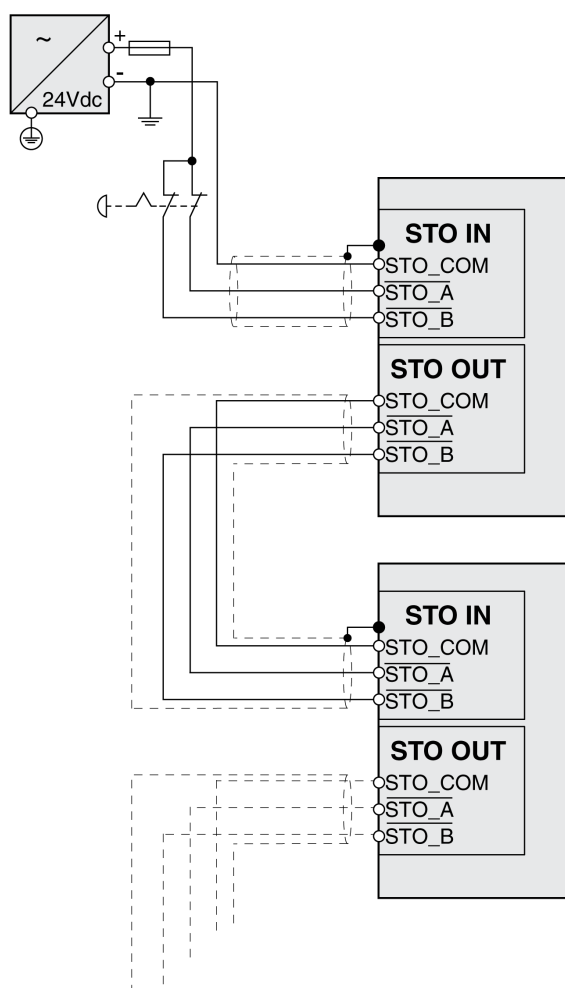 ~
+
-
24Vdc
STO IN
STO_COM
STO_A
STO_B
STO OUT
STO_COM
STO_A
STO_B
STO IN
STO_COM
STO_A
STO_B
STO OUT
STO_COM
STO_A
STO_B